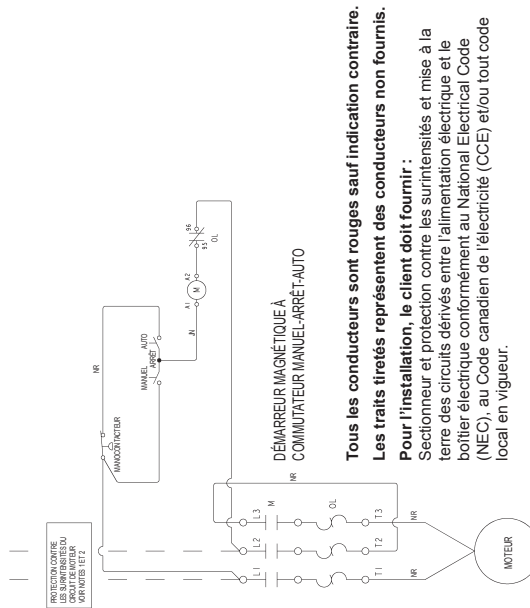 PROTECTION CONTRE
LES SURINTENSITÉS DU
CIRCUIT DE MOTEUR
VOIR NOTES 1 ET 2
MANOCONTACTEUR
NR
MANUEL
ARRÊT
AUTO
JN
A1
M
A2
95
96
OL
L1
L2
L3
M
NR
OL
T1
T2
T3
NR
NR
MOTEUR
DÉMARREUR MAGNÉTIQUE À
COMMUTATEUR MANUEL-ARRÊT-AUTO
Tous les conducteurs sont rouges sauf indication contraire.
Les traits tiretés représentent des conducteurs non fournis.
Pour l'installation, le client doit fournir :
Sectionneur et protection contre les surintensités et mise à la
terre des circuits dérivés entre l'alimentation électrique et le
boîtier électrique conformément au National Electrical Code
(NEC), au Code canadien de l'électricité (CCE) et/ou tout code
local en vigueur.